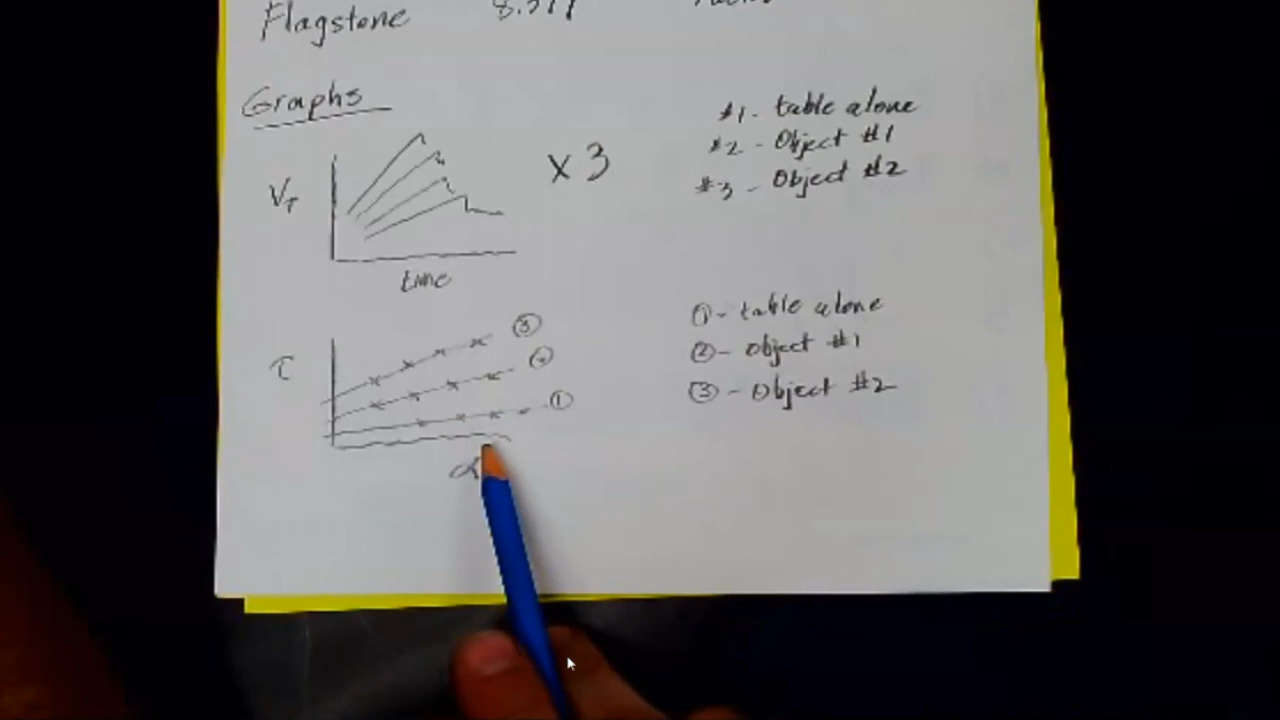 Flagstone
Graphs
V_T
time
x 3
#1 - table alone
#2 - Object #1
#3 - Object #2
τ
③
②
①
α
① - table alone
② - Object #1
③ - Object #2